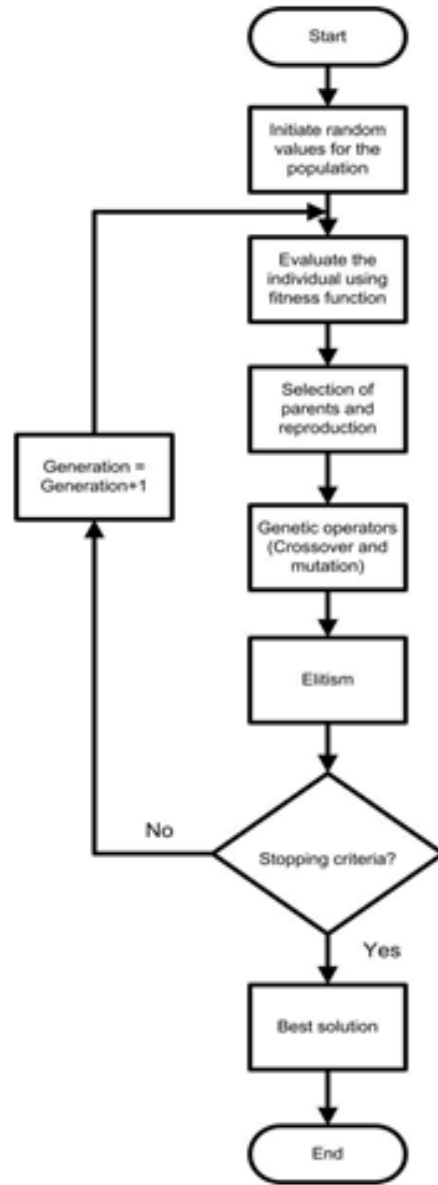 Start
Initiate random
values for the
population
Evaluate the
individual using
fitness function
Selection of
parents and
reproduction
Generation =
Generation+1
Genetic operators
(Crossover and
mutation)
Elitism
No
Stopping criteria?
Yes
Best solution
End